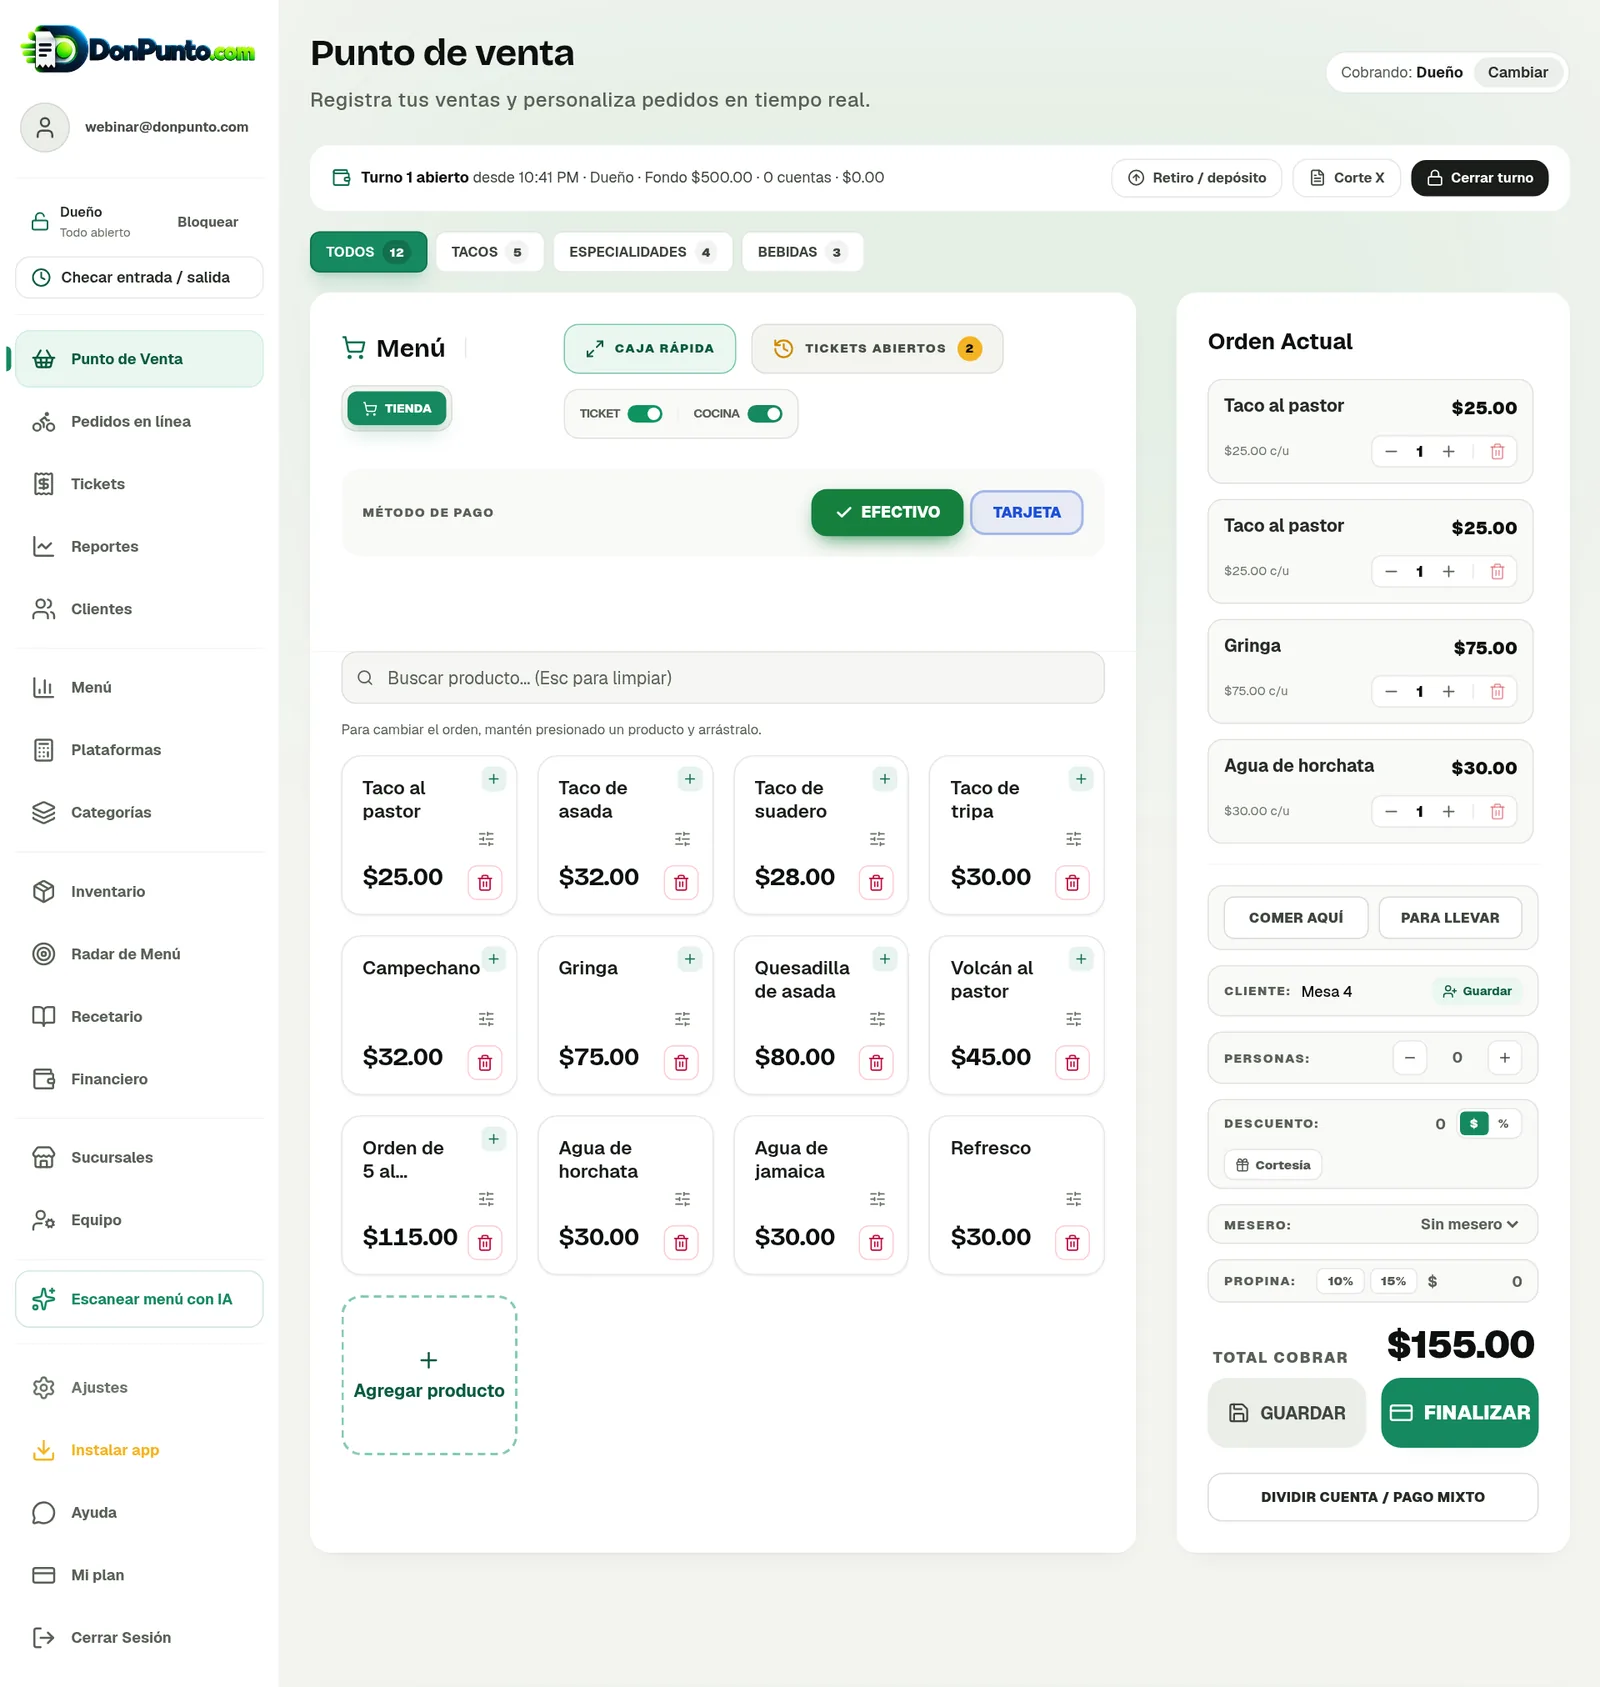 DonPunto.com
webinar@donpunto.com
Dueño
Todo abierto
Bloquear
Checar entrada / salida
Punto de Venta
Pedidos en línea
Tickets
Reportes
Clientes
Menú
Plataformas
Categorías
Inventario
Radar de Menú
Recetario
Financiero
Sucursales
Equipo
Escanear menú con IA
Ajustes
Instalar app
Ayuda
Mi plan
Cerrar Sesión
Punto de venta
Registra tus ventas y personaliza pedidos en tiempo real.
Cobrando: Dueño Cambiar
Turno 1 abierto desde 10:41 PM · Dueño · Fondo $500.00 · 0 cuentas · $0.00
Retiro / depósito
Corte X
Cerrar turno
TODOS 12
TACOS 5
ESPECIALIDADES 4
BEBIDAS 3
Menú
CAJA RÁPIDA
TICKETS ABIERTOS 2
TIENDA
TICKET
COCINA
MÉTODO DE PAGO
EFECTIVO
TARJETA
Buscar producto... (Esc para limpiar)
Para cambiar el orden, mantén presionado un producto y arrástralo.
Taco al
pastor
$25.00
Taco de
asada
$32.00
Taco de
suadero
$28.00
Taco de
tripa
$30.00
Campechano
$32.00
Gringa
$75.00
Quesadilla
de asada
$80.00
Volcán al
pastor
$45.00
Orden de
5 al...
$115.00
Agua de
horchata
$30.00
Agua de
jamaica
$30.00
Refresco
$30.00
Agregar producto
Orden Actual
Taco al pastor $25.00
$25.00 c/u 1
Taco al pastor $25.00
$25.00 c/u 1
Gringa $75.00
$75.00 c/u 1
Agua de horchata $30.00
$30.00 c/u 1
COMER AQUÍ
PARA LLEVAR
CLIENTE: Mesa 4 Guardar
PERSONAS: − 0 +
DESCUENTO: 0 $ %
Cortesía
MESERO: Sin mesero
PROPINA: 10% 15% $ 0
TOTAL COBRAR $155.00
GUARDAR
FINALIZAR
DIVIDIR CUENTA / PAGO MIXTO